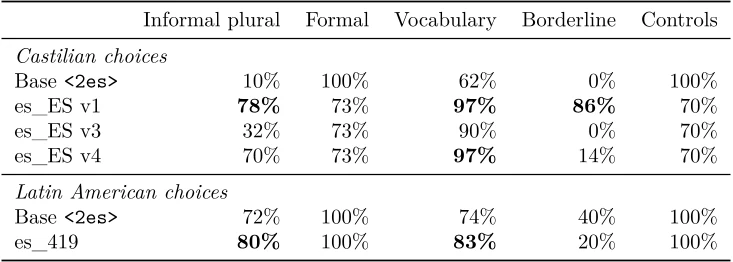 Informal plural Formal Vocabulary Borderline Controls
Castilian choices
Base <2es> 10% 100% 62% 0% 100%
es_ES v1 78% 73% 97% 86% 70%
es_ES v3 32% 73% 90% 0% 70%
es_ES v4 70% 73% 97% 14% 70%
Latin American choices
Base <2es> 72% 100% 74% 40% 100%
es_419 80% 100% 83% 20% 100%